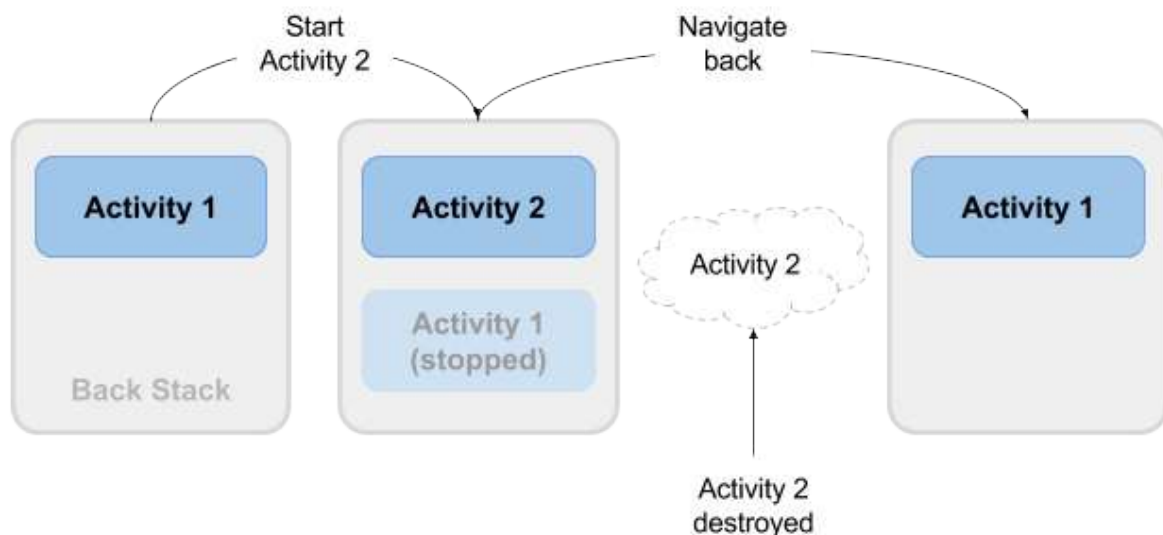 Start
Activity 2
Navigate
back
Activity 1
Back Stack
Activity 2
Activity 1
(stopped)
Activity 2
Activity 2
destroyed
Activity 1